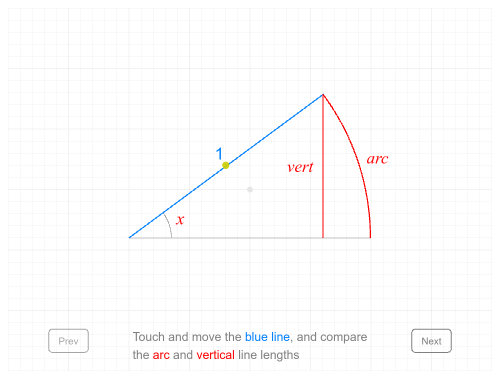 1
vert
arc
x
Prev
Touch and move the blue line, and compare
the arc and vertical line lengths
Next